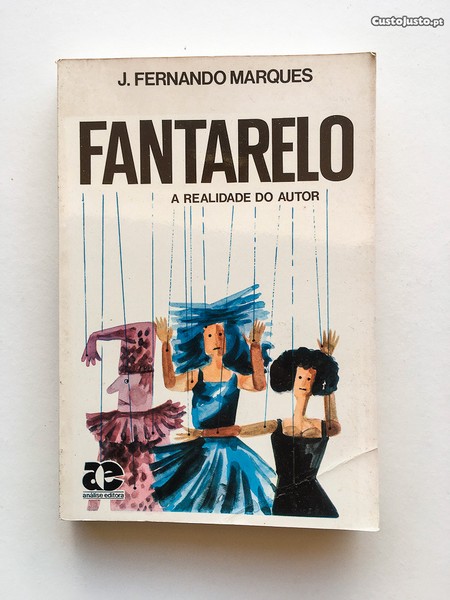 CustoJusto.pt
J. FERNANDO MARQUES
FANTARELO
A REALIDADE DO AUTOR
ae
análise editora